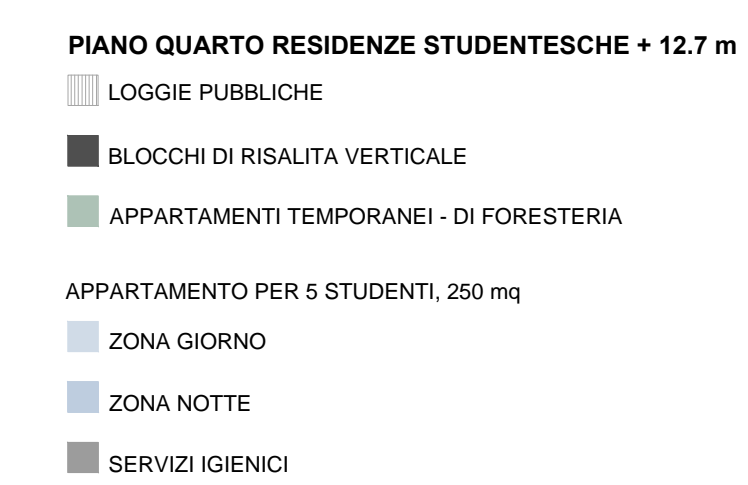 PIANO QUARTO RESIDENZE STUDENTESCHE + 12.7 m
LOGGIE PUBBLICHE
BLOCCHI DI RISALITA VERTICALE
APPARTAMENTI TEMPORANEI - DI FORESTERIA
APPARTAMENTO PER 5 STUDENTI, 250 mq
ZONA GIORNO
ZONA NOTTE
SERVIZI IGIENICI